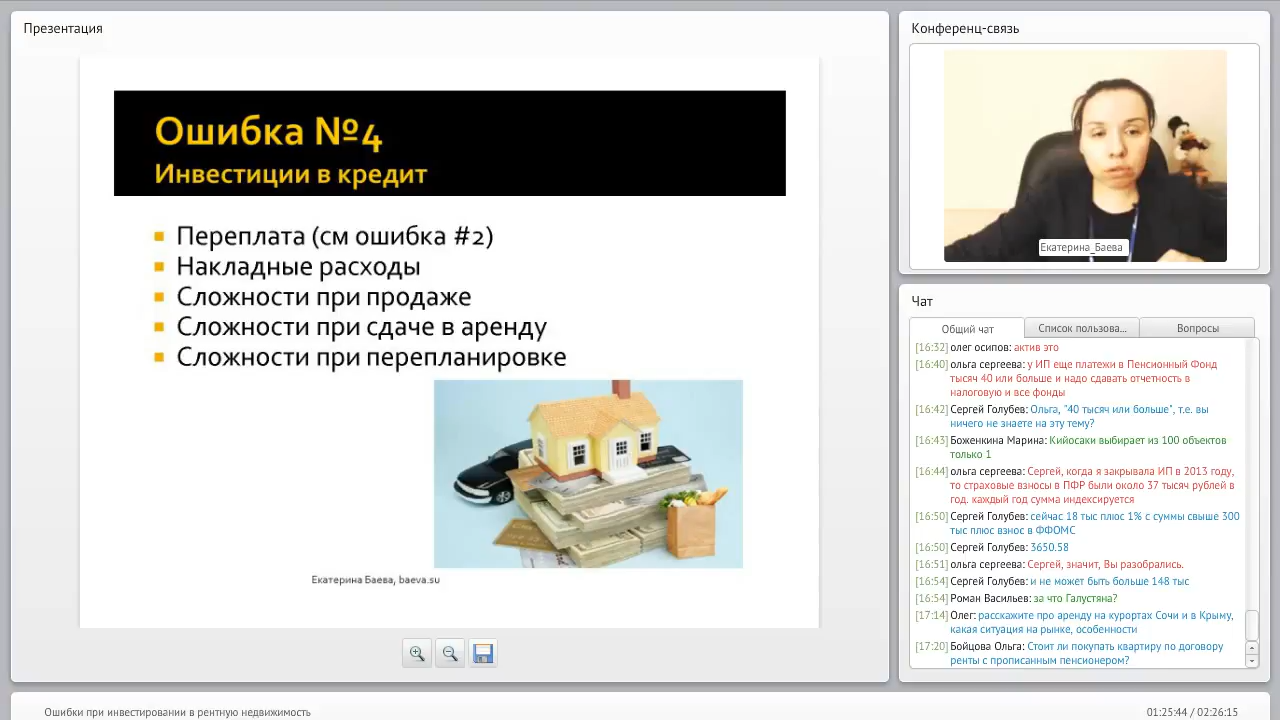 Презентация
Ошибка №4
Инвестиции в кредит
Переплата (см ошибка #2)
Накладные расходы
Сложности при продаже
Сложности при сдаче в аренду
Сложности при перепланировке
Екатерина Баева, baeva.su
Конференц-связь
Екатерина_Баева
Чат
Общий чат
Список пользова...
Вопросы
[16:32] олег осипов: актив это
[16:40] ольга сергеева: у ИП еще платежи в Пенсионный Фонд
тысяч 40 или больше и надо сдавать отчетность в
налоговую и все фонды
[16:42] Сергей Голубев: Ольга, "40 тысяч или больше", т.е. вы
ничего не знаете на эту тему?
[16:43] Боженкина Марина: Кийосаки выбирает из 100 объектов
только 1
[16:44] ольга сергеева: Сергей, когда я закрывала ИП в 2013 году,
то страховые взносы в ПФР были около 37 тысяч рублей в
год. каждый год сумма индексируется
[16:50] Сергей Голубев: сейчас 18 тыс плюс 1% с суммы свыше 300
тыс плюс взнос в ФФОМС
[16:50] Сергей Голубев: 3650.58
[16:51] ольга сергеева: Сергей, значит, Вы разобрались.
[16:54] Сергей Голубев: и не может быть больше 148 тыс
[16:54] Роман Васильев: за что Галустяна?
[17:14] Олег: расскажите про аренду на курортах Сочи и в Крыму,
какая ситуация на рынке, особенности
[17:20] Бойцова Ольга: Стоит ли покупать квартиру по договору
ренты с прописанным пенсионером?
Ошибки при инвестировании в рентную недвижимость
01:25:44 / 02:26:15